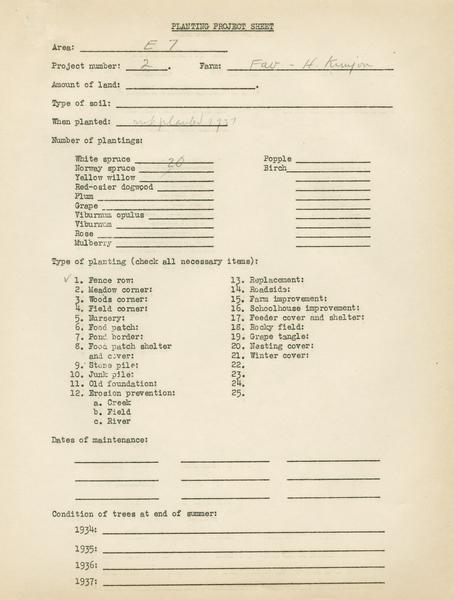 PLANTING PROJECT SHEET
Area: E 7
Project number: 2 . Farm: Fav - H. Kunjon
Amount of land: .
Type of soil:
When planted: not planted 1937
Number of plantings:
White spruce Popple
Norway spruce 20 Birch
Yellow willow
Red-osier dogwood
Plum
Grape
Viburnum opulus
Viburnum
Rose
Mulberry
Type of planting (check all necessary items):
✓ 1. Fence row: 13. Replacement:
2. Meadow corner: 14. Roadside:
3. Woods corner: 15. Farm improvement:
4. Field corner: 16. Schoolhouse improvement:
5. Nursery: 17. Feeder cover and shelter:
6. Food patch: 18. Rocky field:
7. Pond border: 19. Grape tangle:
8. Food patch shelter 20. Nesting cover:
and cover: 21. Winter cover:
9. Stone pile: 22.
10. Junk pile: 23.
11. Old foundation: 24.
12. Erosion prevention: 25.
a. Creek
b. Field
c. River
Dates of maintenance:
Condition of trees at end of summer:
1934:
1935:
1936:
1937: